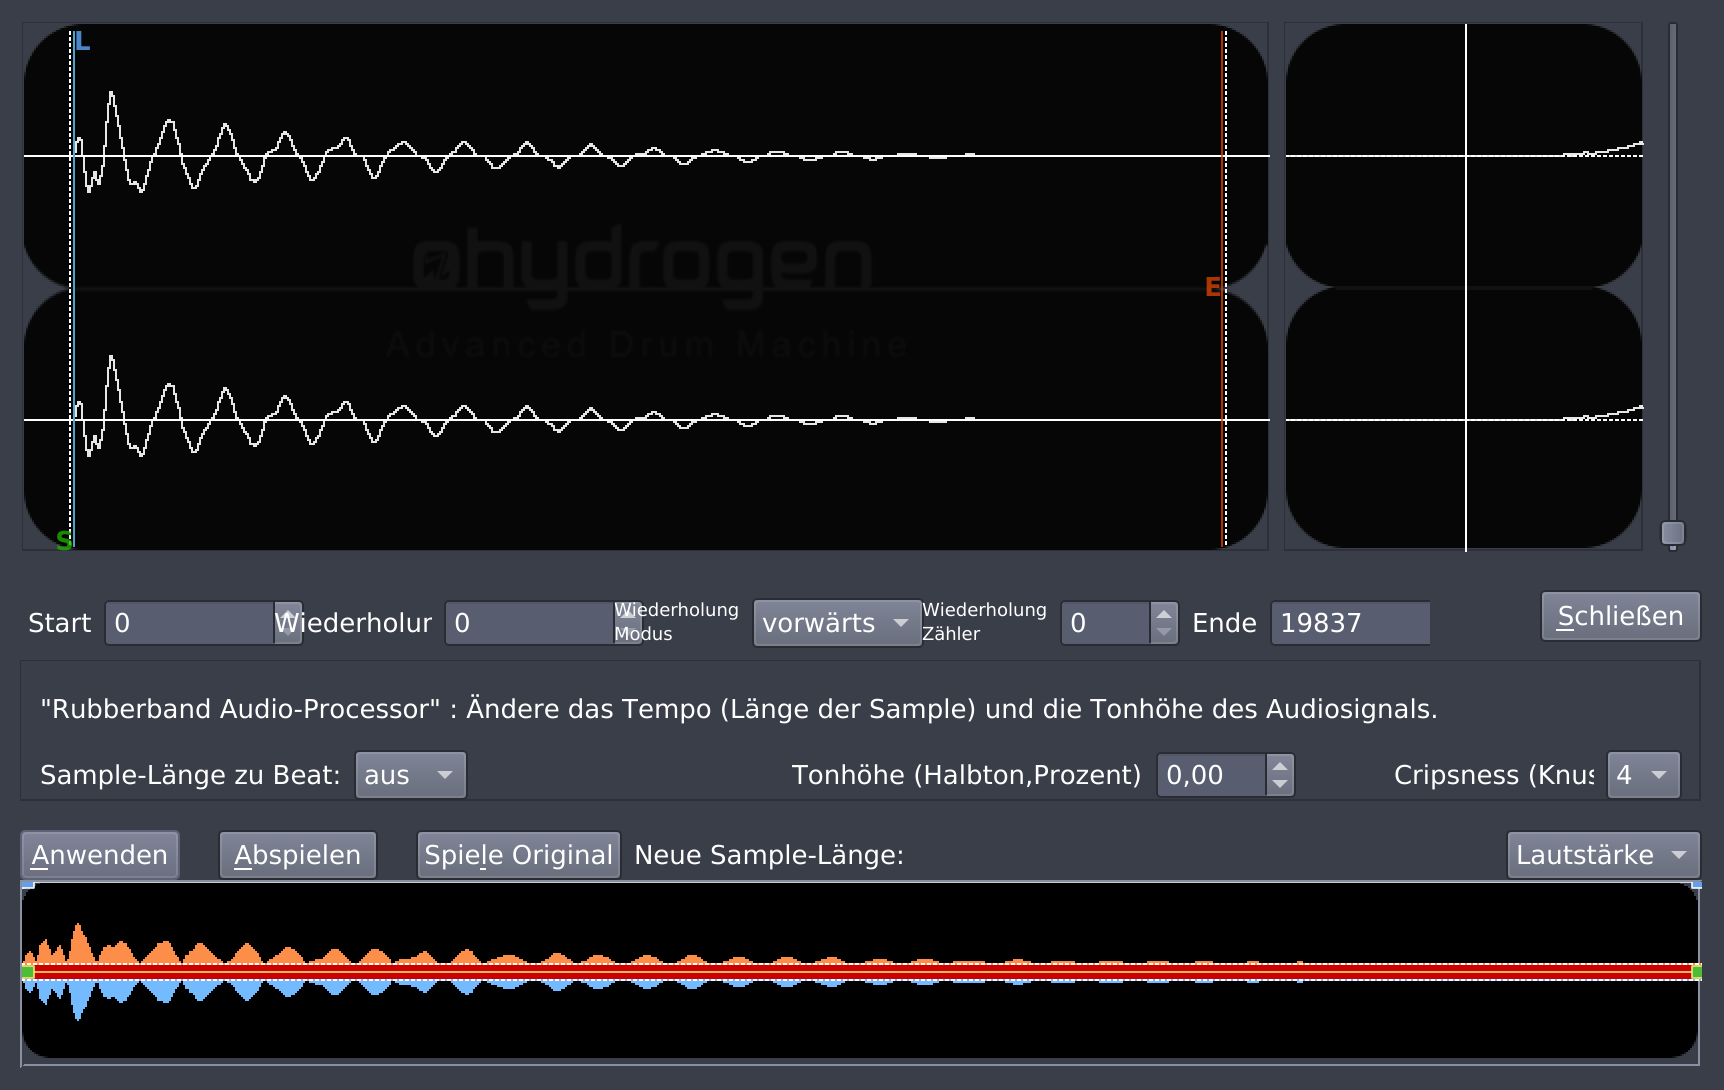 L
hydrogen
E
Advanced Drum Machine
S
Start 0 Wiederholur 0 Wiederholung Modus vorwärts Wiederholung Zähler 0 Ende 19837 Schließen
"Rubberband Audio-Processor" : Ändere das Tempo (Länge der Sample) und die Tonhöhe des Audiosignals.
Sample-Länge zu Beat: aus Tonhöhe (Halbton,Prozent) 0,00 Cripsness (Knus 4
Anwenden Abspielen Spiele Original Neue Sample-Länge: Lautstärke